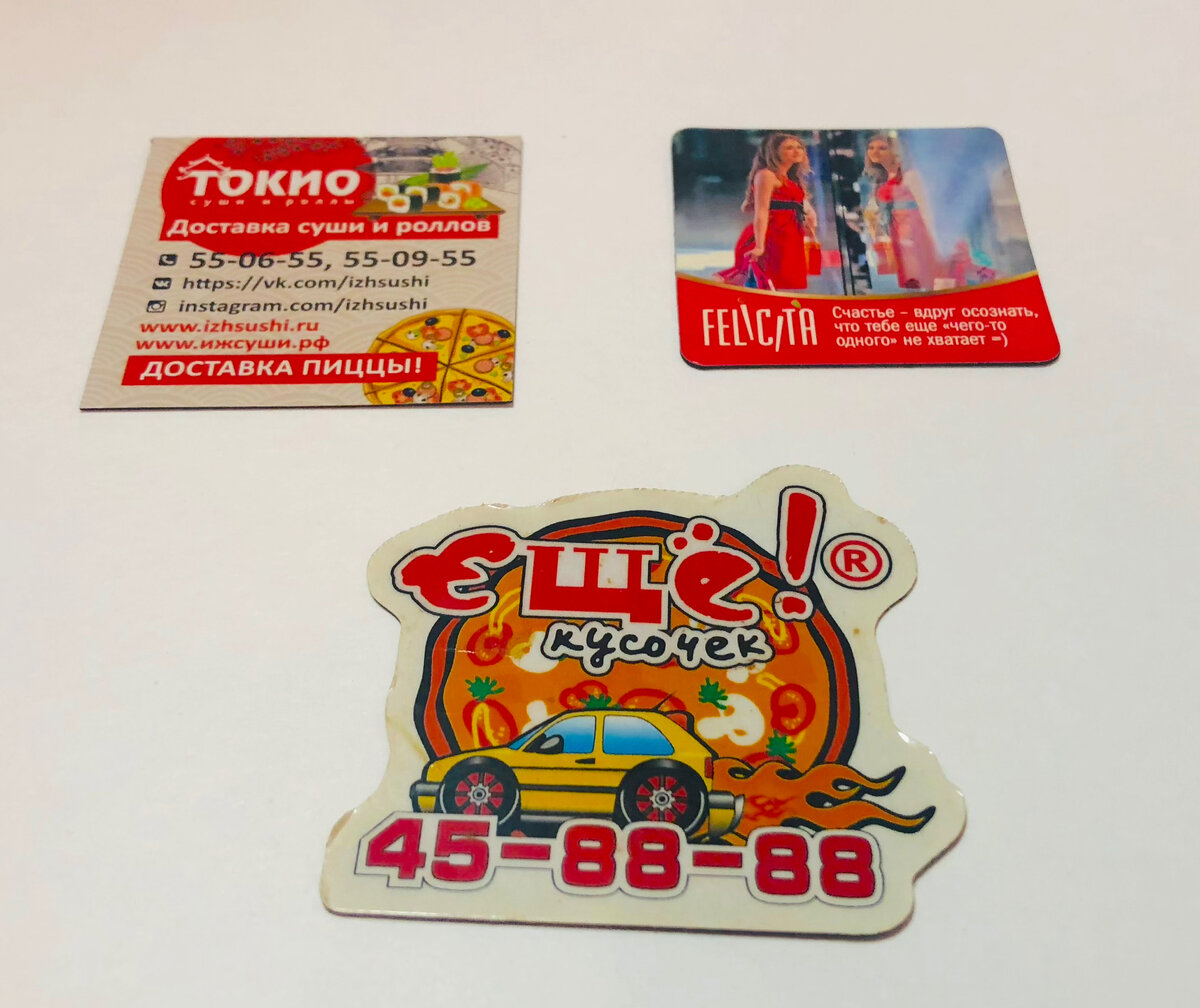 ТОКИО
суши и роллы
Доставка суши и роллов
55-06-55, 55-09-55
https://vk.com/izhsushi
instagram.com/izhsushi
www.izhsushi.ru
www.ижсуши.рф
ДОСТАВКА ПИЦЦЫ!
FELICITA
Счастье – вдруг осознать,
что тебе еще «чего-то
одного» не хватает =)
ещё! ®
кусочек
45-88-88